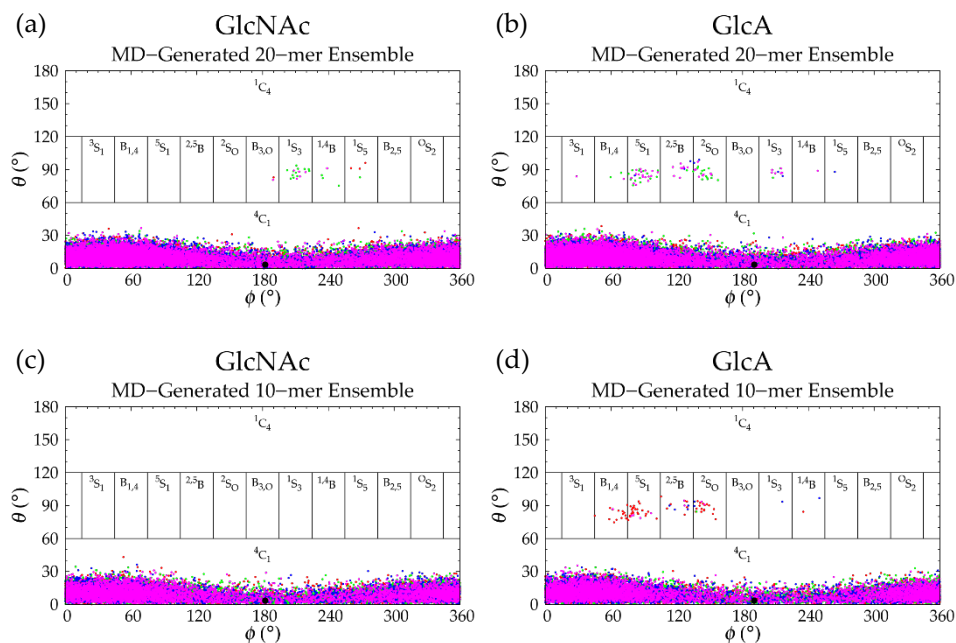 (a) GlcNAc
MD−Generated 20−mer Ensemble
180
150
120
90
60
30
0
θ (°)
¹C₄
³S₁ B₁,₄ ⁵S₁ ²,⁵B ²S_O B₃,O ¹S₃ ¹,⁴B ¹S₅ B₂,₅ ᴼS₂
⁴C₁
0 60 120 180 240 300 360
ϕ (°)
(b) GlcA
MD−Generated 20−mer Ensemble
180
150
120
90
60
30
0
θ (°)
¹C₄
³S₁ B₁,₄ ⁵S₁ ²,⁵B ²S_O B₃,O ¹S₃ ¹,⁴B ¹S₅ B₂,₅ ᴼS₂
⁴C₁
0 60 120 180 240 300 360
ϕ (°)
(c) GlcNAc
MD−Generated 10−mer Ensemble
180
150
120
90
60
30
0
θ (°)
¹C₄
³S₁ B₁,₄ ⁵S₁ ²,⁵B ²S_O B₃,O ¹S₃ ¹,⁴B ¹S₅ B₂,₅ ᴼS₂
⁴C₁
0 60 120 180 240 300 360
ϕ (°)
(d) GlcA
MD−Generated 10−mer Ensemble
180
150
120
90
60
30
0
θ (°)
¹C₄
³S₁ B₁,₄ ⁵S₁ ²,⁵B ²S_O B₃,O ¹S₃ ¹,⁴B ¹S₅ B₂,₅ ᴼS₂
⁴C₁
0 60 120 180 240 300 360
ϕ (°)